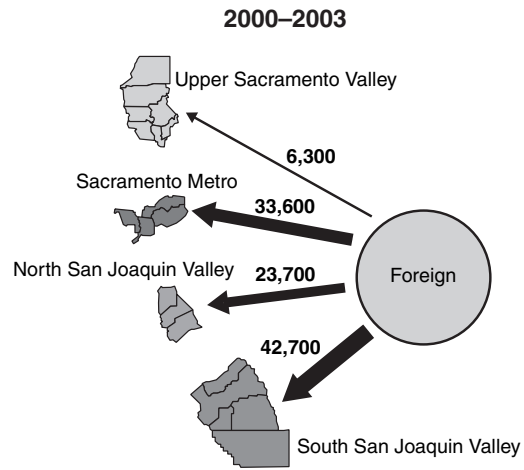 2000–2003
Upper Sacramento Valley
6,300
Sacramento Metro
33,600
North San Joaquin Valley
23,700
Foreign
42,700
South San Joaquin Valley